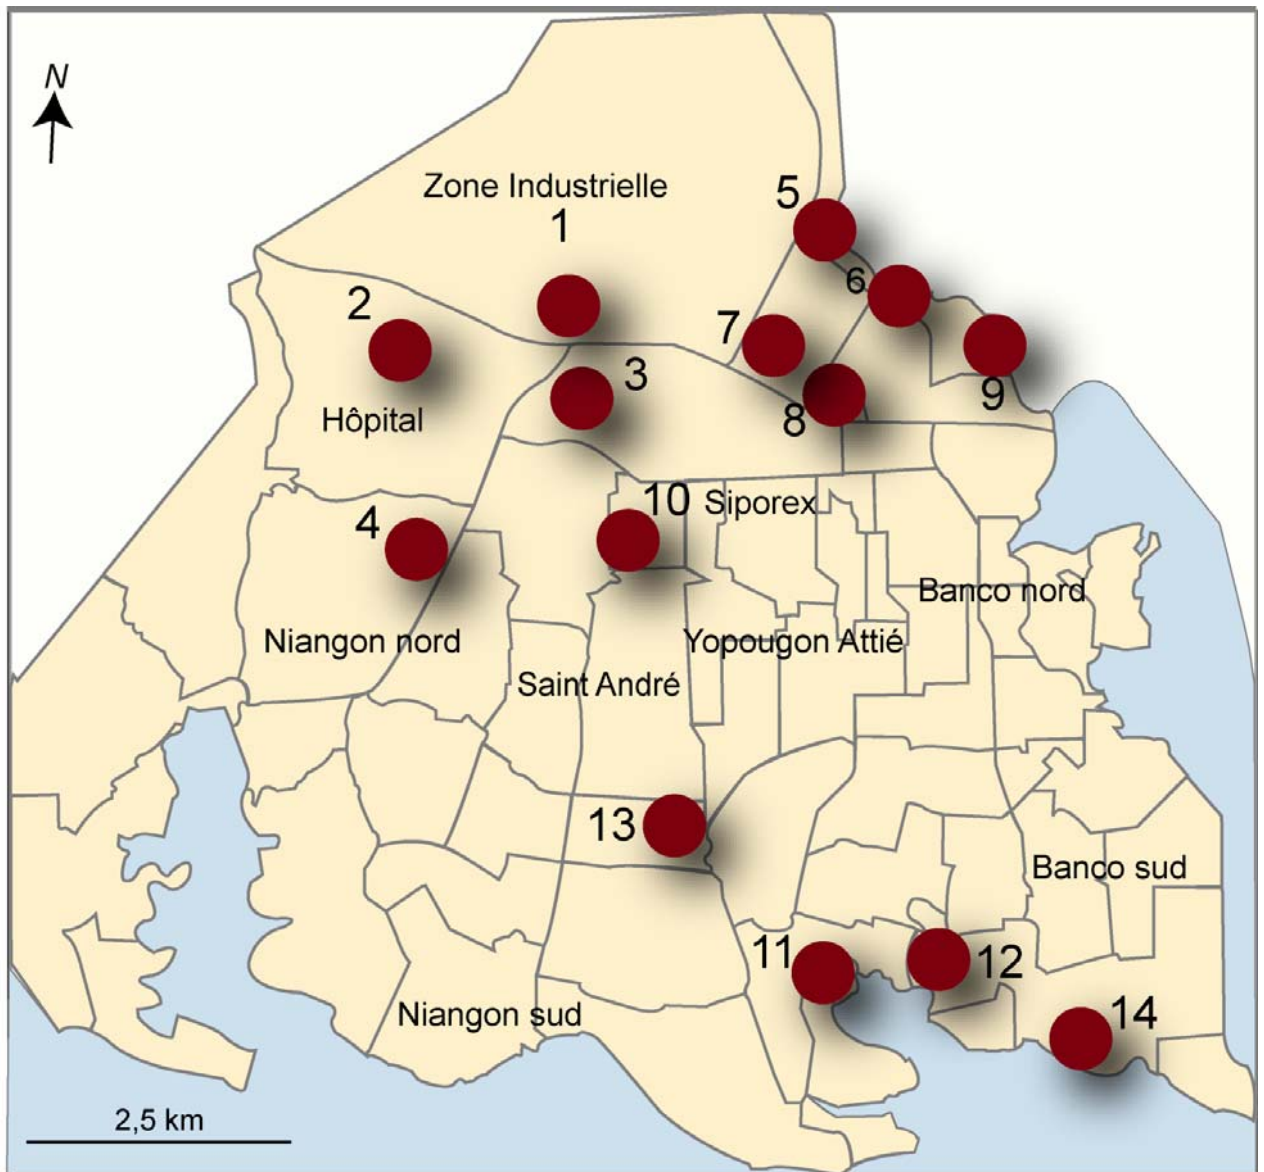 N
Zone Industrielle
1
5
6
2
7
3
9
8
Hôpital
10
Siporex
4
Banco nord
Niangon nord
Yopougon Attié
Saint André
13
Banco sud
11
12
Niangon sud
14
2,5 km